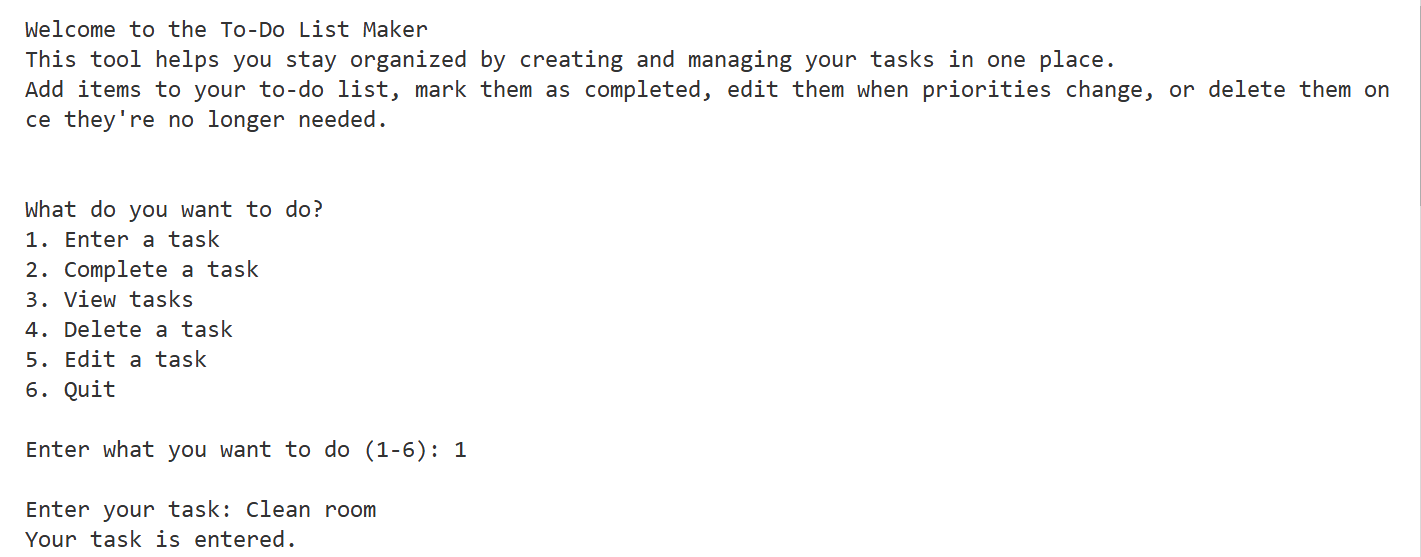 Welcome to the To-Do List Maker
This tool helps you stay organized by creating and managing your tasks in one place.
Add items to your to-do list, mark them as completed, edit them when priorities change, or delete them on
ce they're no longer needed.
What do you want to do?
1. Enter a task
2. Complete a task
3. View tasks
4. Delete a task
5. Edit a task
6. Quit
Enter what you want to do (1-6): 1
Enter your task: Clean room
Your task is entered.